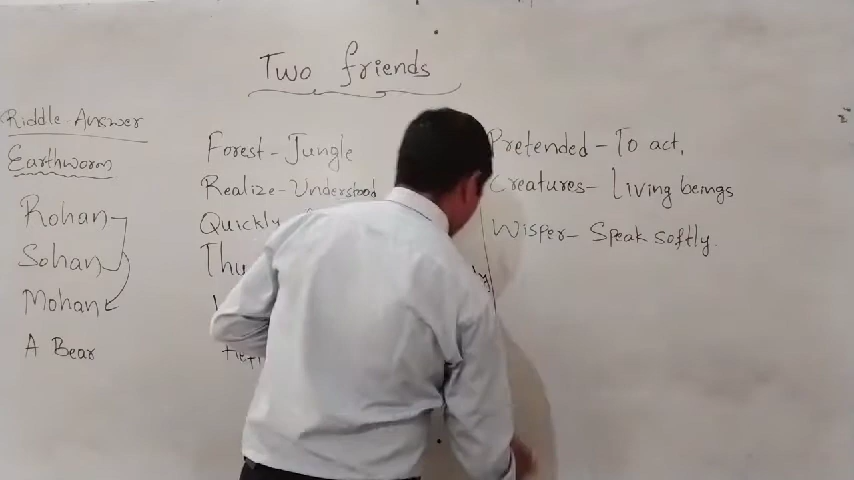 Two friends
Riddle Answer
Earthworm
Rohan
Sohan
Mohan
A Bear
Forest - Jungle
Realize - Understood
Quickly
Pretended - To act.
Creatures - Living beings
Wisper - Speak softly.